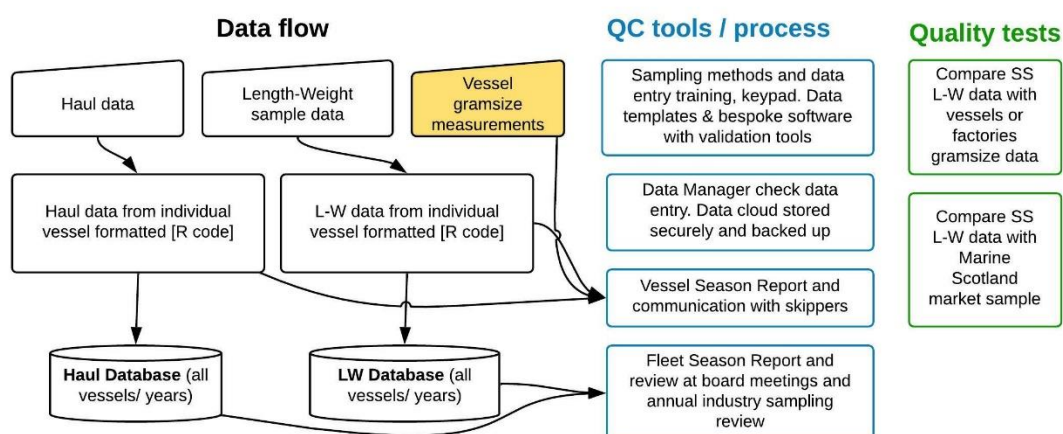 Data flow
QC tools / process
Quality tests
Haul data
Length-Weight
sample data
Vessel
gramsize
measurements
Sampling methods and data
entry training, keypad. Data
templates & bespoke software
with validation tools
Compare SS
L-W data with
vessels or
factories
gramsize data
Haul data from individual
vessel formatted [R code]
L-W data from individual
vessel formatted [R code]
Data Manager check data
entry. Data cloud stored
securely and backed up
Compare SS
L-W data with
Marine
Scotland
market sample
Vessel Season Report and
communication with skippers
Haul Database (all
vessels/ years)
LW Database (all
vessels/ years)
Fleet Season Report and
review at board meetings and
annual industry sampling
review